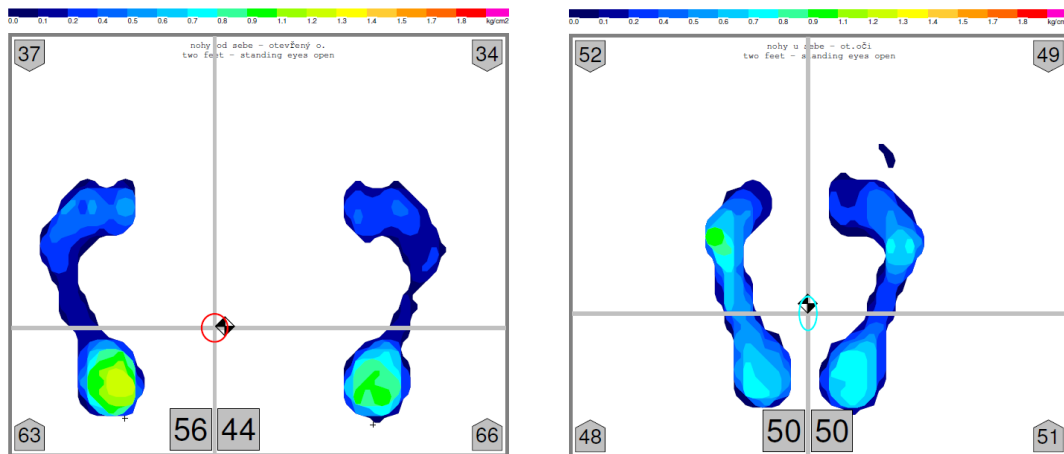 0.0 0.1 0.2 0.3 0.4 0.5 0.6 0.7 0.8 0.9 1.1 1.2 1.3 1.4 1.5 1.7 1.8 kg/cm2
37
nohy od sebe - otevřený o.
two feet - standing eyes open
34
63
56
44
66
0.0 0.1 0.2 0.3 0.4 0.5 0.6 0.7 0.8 0.9 1.1 1.2 1.3 1.4 1.5 1.7 1.8 kg/c
52
nohy u sebe - ot.oči
two feet - standing eyes open
49
48
50
50
51